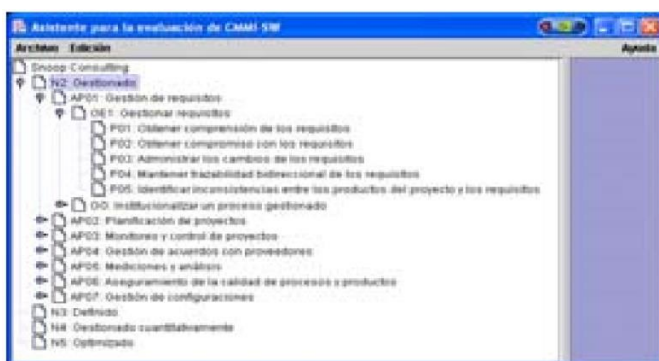 Asistente para la evaluación de CMMI-SW
Archivo Edición Ayuda
Snoop Consulting
N2: Gestionado
AP01: Gestión de requisitos
OE1: Gestionar requisitos
P01: Obtener comprensión de los requisitos
P02: Obtener compromiso con los requisitos
P03: Administrar los cambios de los requisitos
P04: Mantener trazabilidad bidireccional de los requisitos
P05: Identificar inconsistencias entre los productos del proyecto y los requisitos
OG: Institucionalizar un proceso gestionado
AP02: Planificación de proyectos
AP03: Monitoreo y control de proyectos
AP04: Gestión de acuerdos con proveedores
AP05: Mediciones y análisis
AP06: Aseguramiento de la calidad de procesos y productos
AP07: Gestión de configuraciones
N3: Definido
N4: Gestionado cuantitativamente
N5: Optimizado